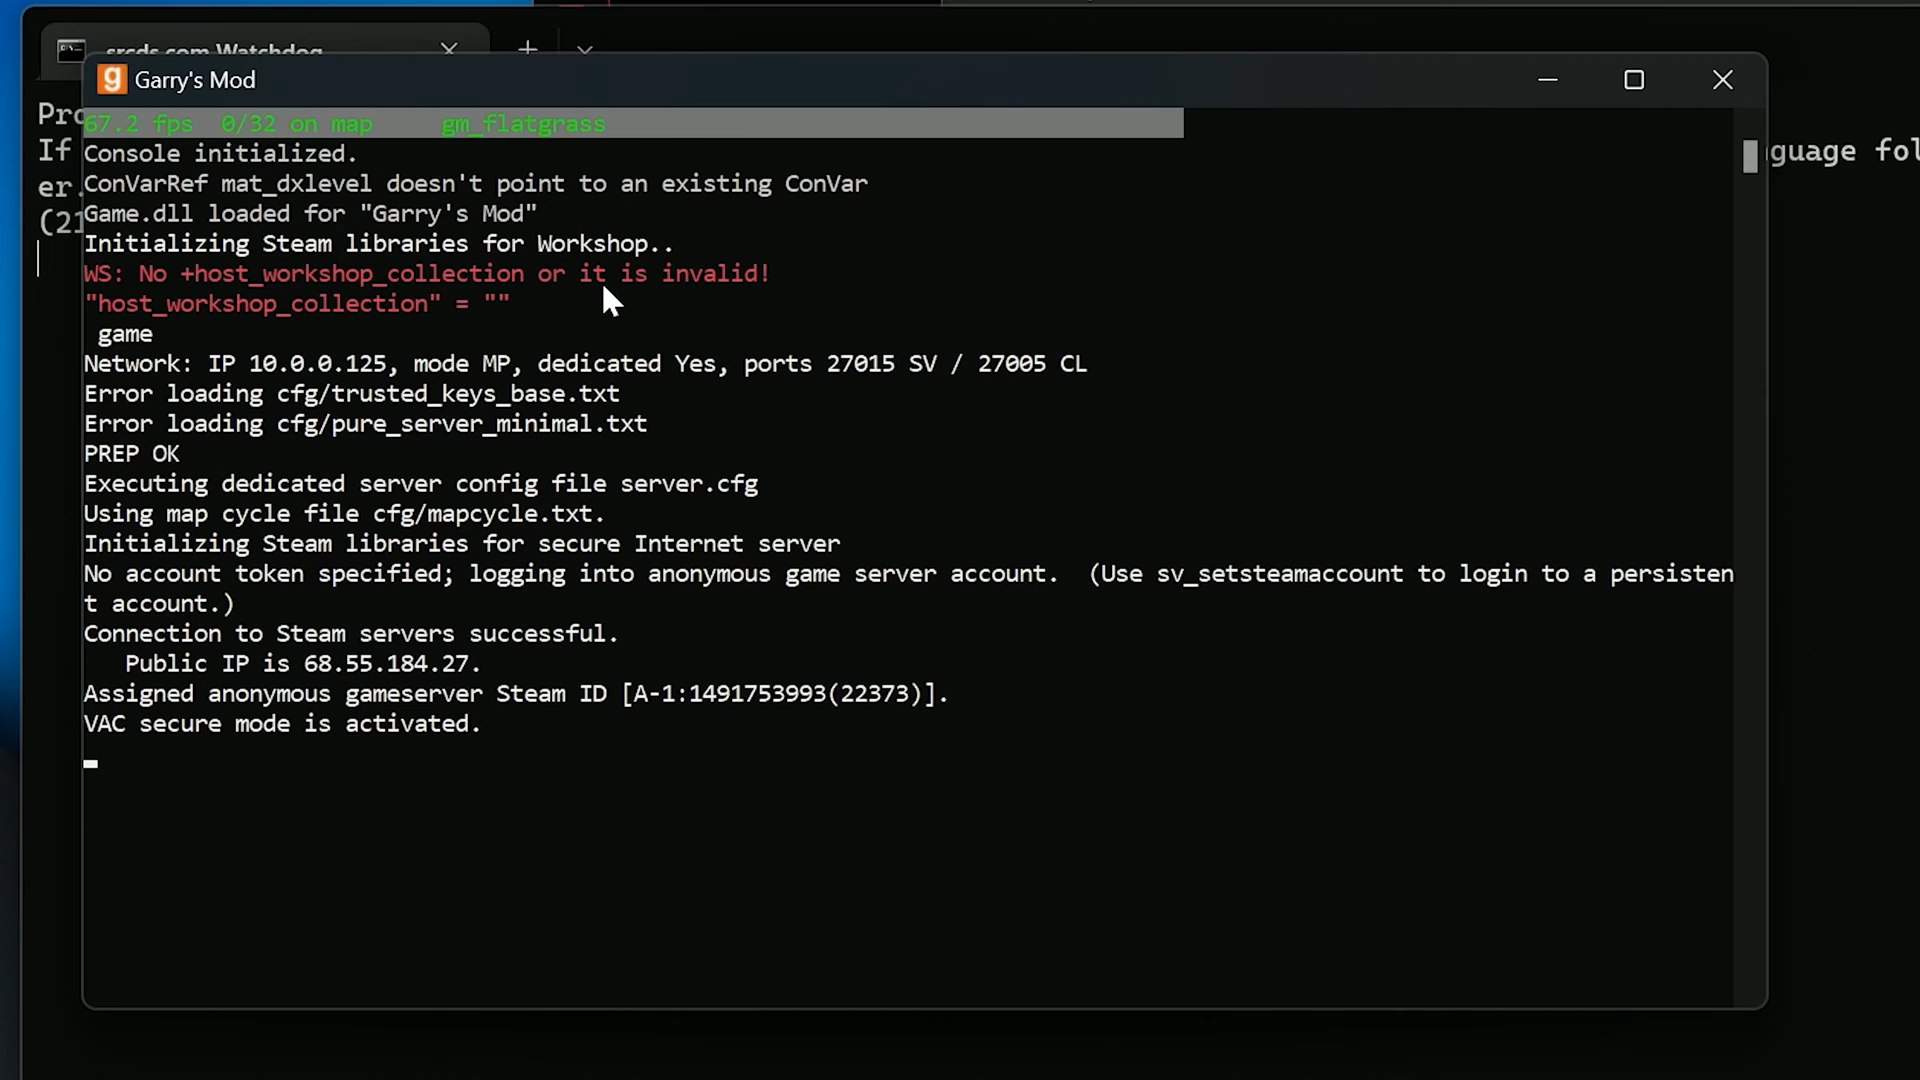 srcds.com Watchdog
Garry's Mod
67.2 fps 0/32 on map gm_flatgrass
Console initialized.
ConVarRef mat_dxlevel doesn't point to an existing ConVar
Game.dll loaded for "Garry's Mod"
Initializing Steam libraries for Workshop..
WS: No +host_workshop_collection or it is invalid!
"host_workshop_collection" = ""
game
Network: IP 10.0.0.125, mode MP, dedicated Yes, ports 27015 SV / 27005 CL
Error loading cfg/trusted_keys_base.txt
Error loading cfg/pure_server_minimal.txt
PREP OK
Executing dedicated server config file server.cfg
Using map cycle file cfg/mapcycle.txt.
Initializing Steam libraries for secure Internet server
No account token specified; logging into anonymous game server account. (Use sv_setsteamaccount to login to a persisten
t account.)
Connection to Steam servers successful.
Public IP is 68.55.184.27.
Assigned anonymous gameserver Steam ID [A-1:1491753993(22373)].
VAC secure mode is activated.
Pro
If
guage fol
er.
(21